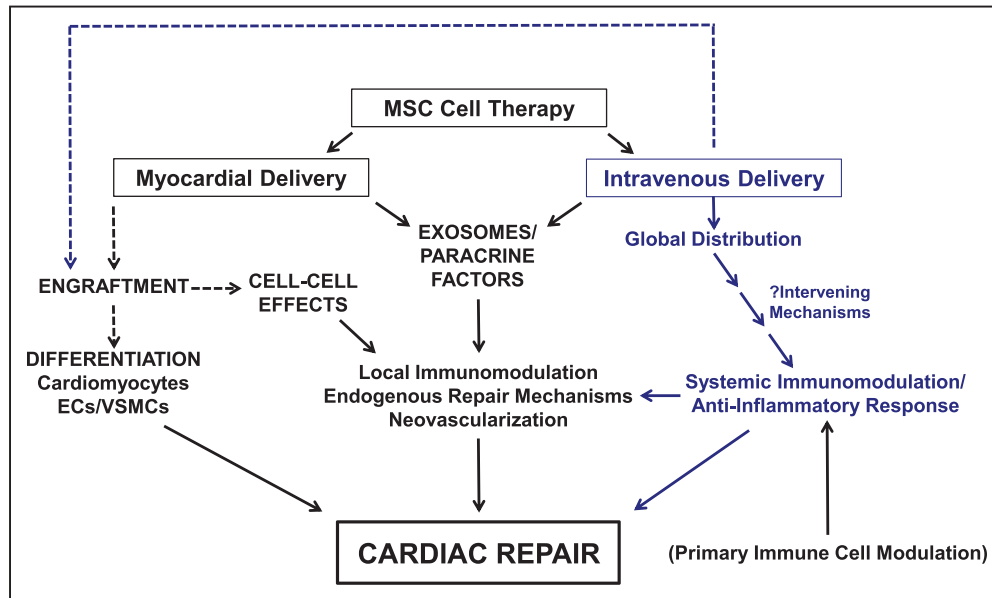 MSC Cell Therapy
Myocardial Delivery
Intravenous Delivery
EXOSOMES/
PARACRINE
FACTORS
Global Distribution
ENGRAFTMENT
CELL-CELL
EFFECTS
?Intervening
Mechanisms
DIFFERENTIATION
Cardiomyocytes
ECs/VSMCs
Local Immunomodulation
Endogenous Repair Mechanisms
Neovascularization
Systemic Immunomodulation/
Anti-Inflammatory Response
CARDIAC REPAIR
(Primary Immune Cell Modulation)